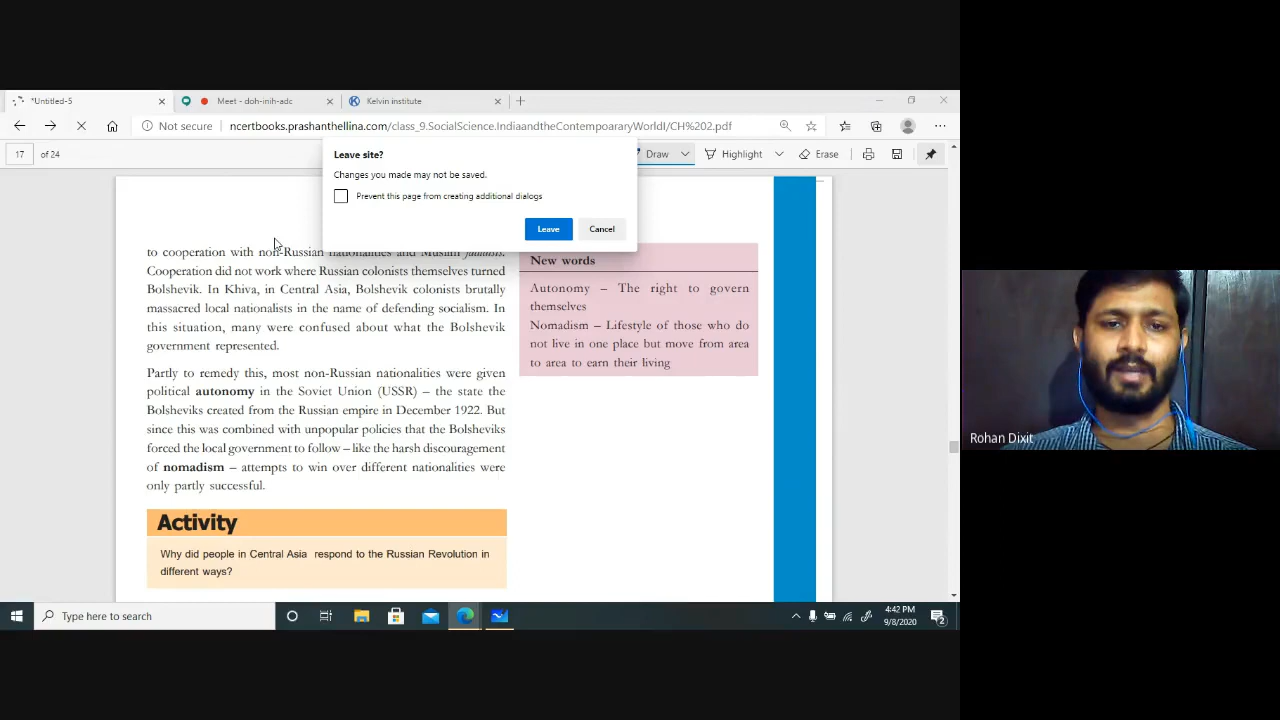 *Untitled-5
Meet - doh-inih-adc
Kelvin institute
Not secure
ncertbooks.prashanthellina.com/class_9.SocialScience.IndiaandtheContempoararyWorldI/CH%202.pdf
17 of 24
Draw
Highlight
Erase
Leave site?
Changes you made may not be saved.
Prevent this page from creating additional dialogs
Leave
Cancel
to cooperation with non-Russian nationalities and Muslim jadidists.
Cooperation did not work where Russian colonists themselves turned
Bolshevik. In Khiva, in Central Asia, Bolshevik colonists brutally
massacred local nationalists in the name of defending socialism. In
this situation, many were confused about what the Bolshevik
government represented.
Partly to remedy this, most non-Russian nationalities were given
political autonomy in the Soviet Union (USSR) – the state the
Bolsheviks created from the Russian empire in December 1922. But
since this was combined with unpopular policies that the Bolsheviks
forced the local government to follow – like the harsh discouragement
of nomadism – attempts to win over different nationalities were
only partly successful.
Activity
Why did people in Central Asia respond to the Russian Revolution in
different ways?
New words
Autonomy – The right to govern
themselves
Nomadism – Lifestyle of those who do
not live in one place but move from area
to area to earn their living
Rohan Dixit
Type here to search
4:42 PM
9/8/2020
2